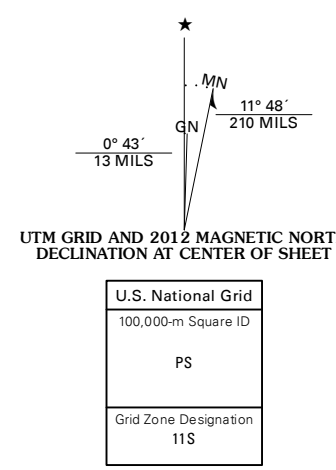 ★
MN
GN
11° 48´
210 MILS
0° 43´
13 MILS
UTM GRID AND 2012 MAGNETIC NORT
DECLINATION AT CENTER OF SHEET
U.S. National Grid
100,000-m Square ID
PS
Grid Zone Designation
11S